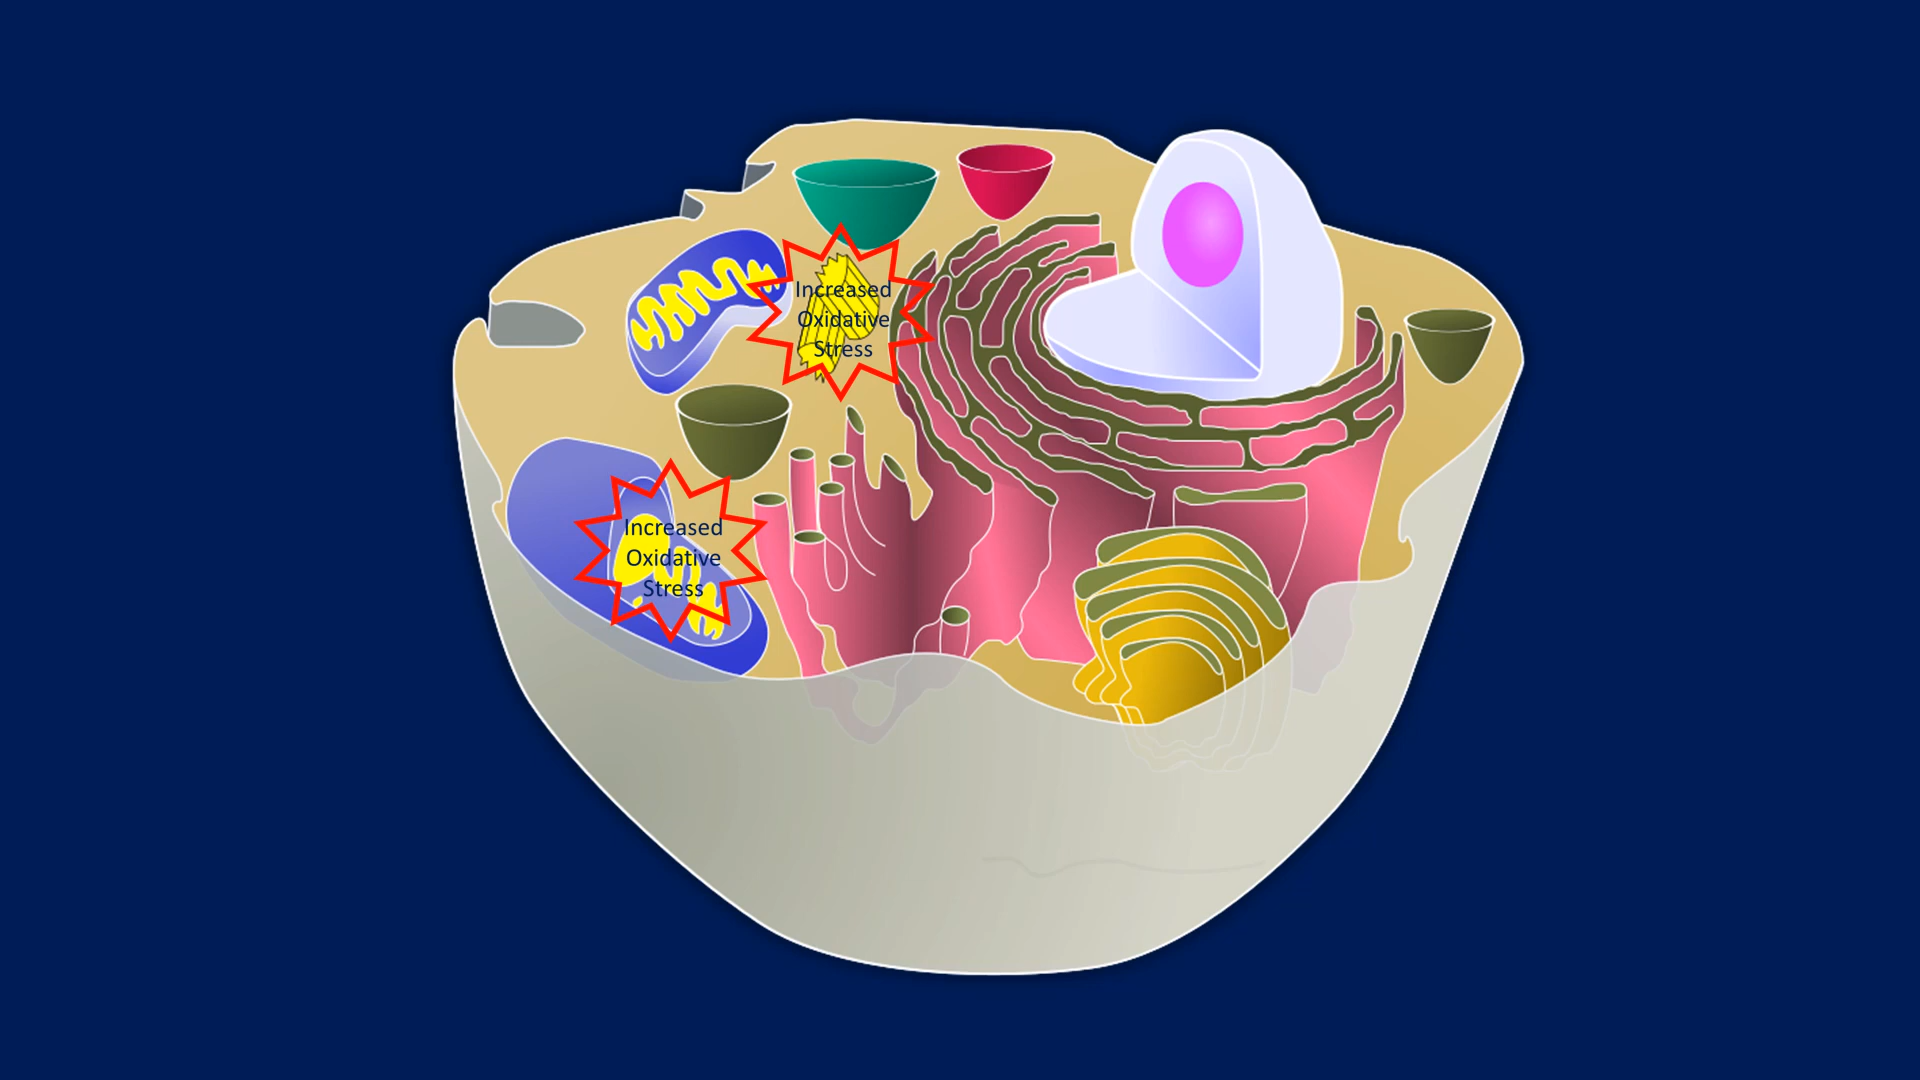 Increased
Oxidative
Stress
Increased
Oxidative
Stress